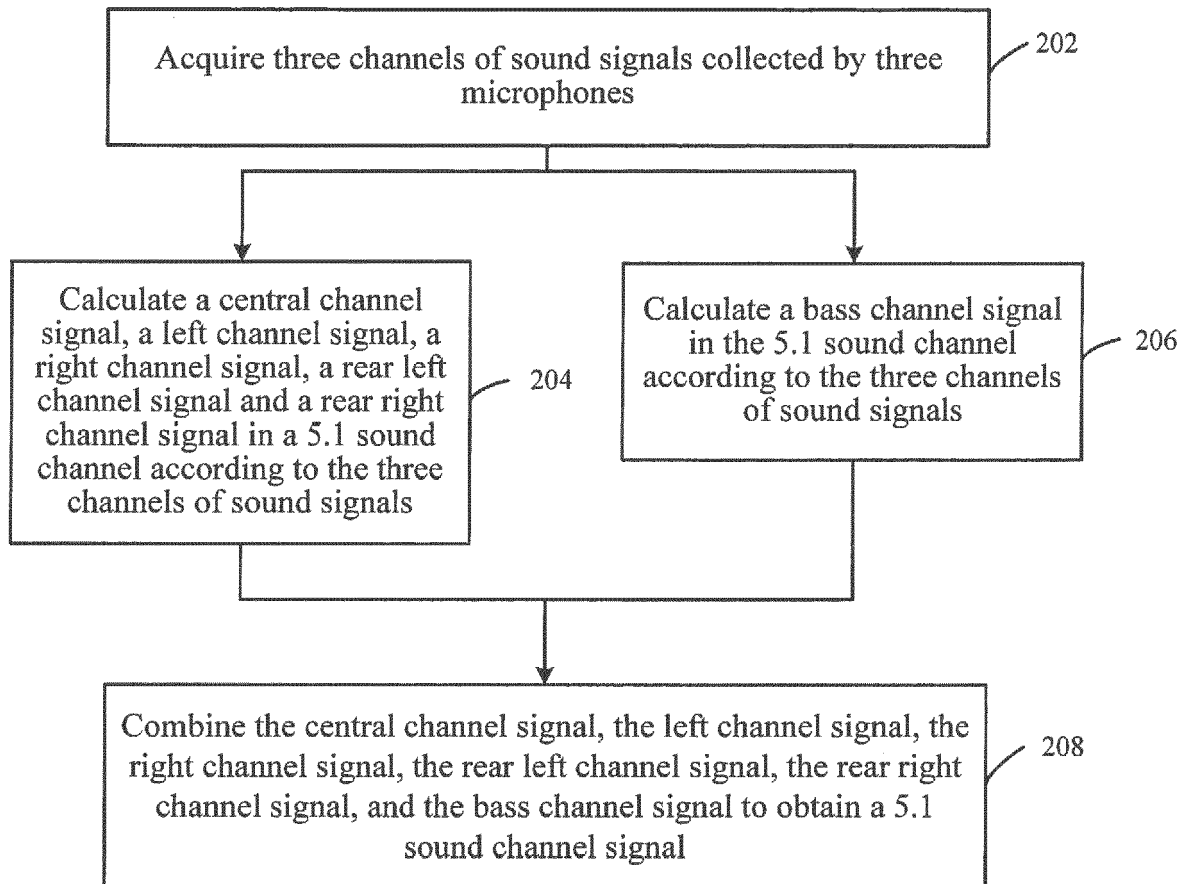 Acquire three channels of sound signals collected by three
microphones
202
Calculate a central channel
signal, a left channel signal, a
right channel signal, a rear left
channel signal and a rear right
channel signal in a 5.1 sound
channel according to the three
channels of sound signals
204
Calculate a bass channel signal
in the 5.1 sound channel
according to the three channels
of sound signals
206
Combine the central channel signal, the left channel signal, the
right channel signal, the rear left channel signal, the rear right
channel signal, and the bass channel signal to obtain a 5.1
sound channel signal
208